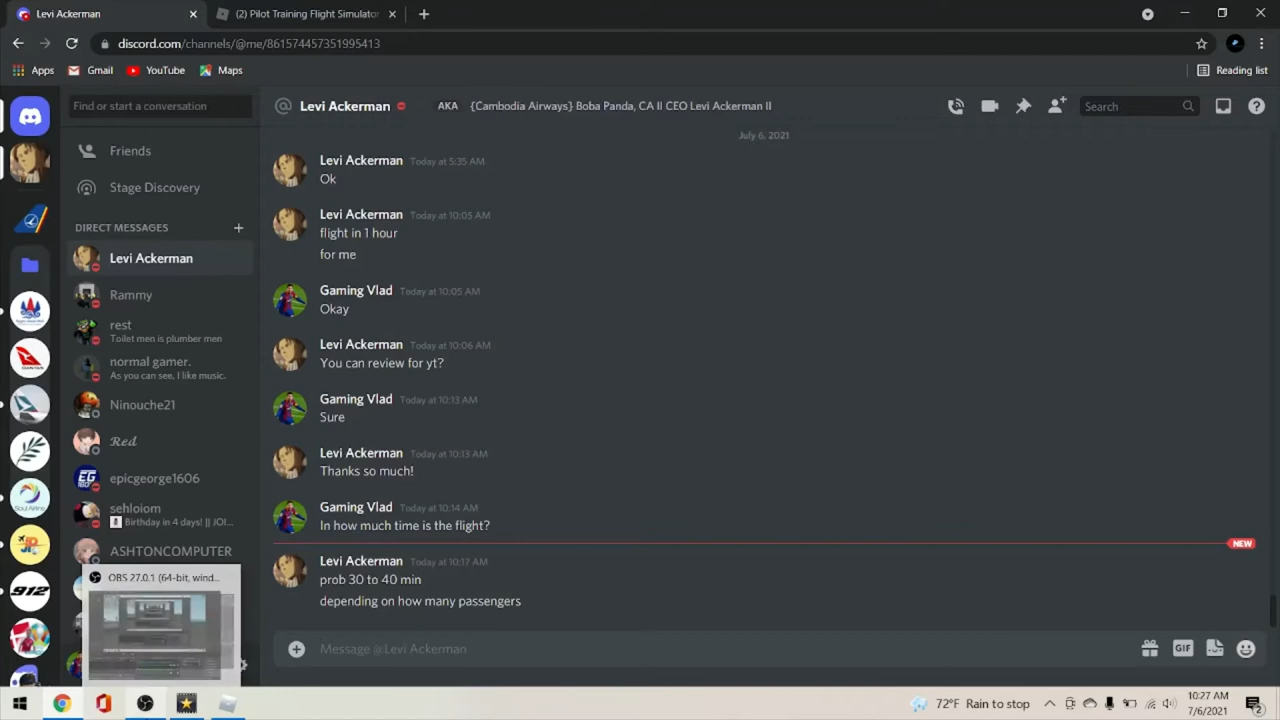 Levi Ackerman
(2) Pilot Training Flight Simulator
discord.com/channels/@me/861574457351995413
Apps
Gmail
YouTube
Maps
Reading list
Find or start a conversation
Friends
Stage Discovery
DIRECT MESSAGES
Levi Ackerman
Rammy
rest
Toilet men is plumber men
normal gamer.
As you can see, I like music.
Ninouche21
Red
epicgeorge1606
sehloiom
Birthday in 4 days! || JOI...
ASHTONCOMPUTER
OBS 27.0.1 (64-bit, wind...
912
Levi Ackerman
AKA {Cambodia Airways} Boba Panda, CA II CEO Levi Ackerman II
Search
July 6, 2021
Levi Ackerman Today at 5:35 AM
Ok
Levi Ackerman Today at 10:05 AM
flight in 1 hour
for me
Gaming Vlad Today at 10:05 AM
Okay
Levi Ackerman Today at 10:06 AM
You can review for yt?
Gaming Vlad Today at 10:13 AM
Sure
Levi Ackerman Today at 10:13 AM
Thanks so much!
Gaming Vlad Today at 10:14 AM
In how much time is the flight?
NEW
Levi Ackerman Today at 10:17 AM
prob 30 to 40 min
depending on how many passengers
Message @Levi Ackerman
GIF
72°F Rain to stop
10:27 AM
7/6/2021
2